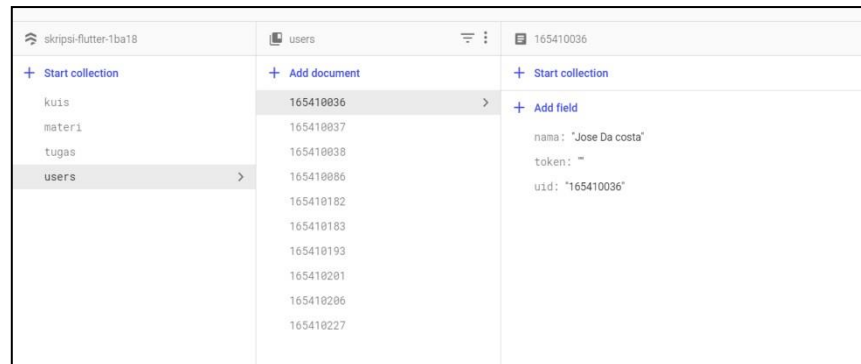 skripsi-flutter-1ba18
Start collection
kuis
materi
tugas
users
users
Add document
165410036
165410037
165410038
165410086
165410182
165410183
165410193
165410201
165410206
165410227
165410036
Start collection
Add field
nama: "Jose Da costa"
token: ""
uid: "165410036"